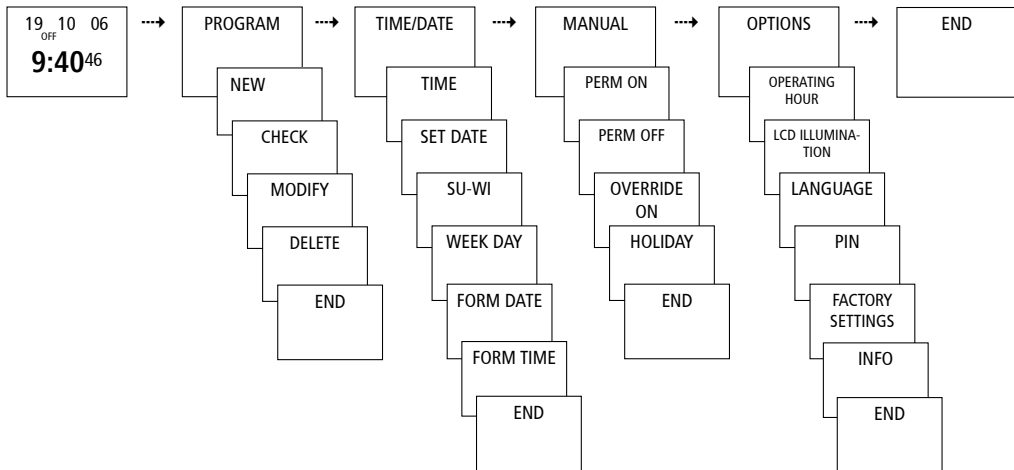 19 10 06
OFF
9:40 46
PROGRAM
NEW
CHECK
MODIFY
DELETE
END
TIME/DATE
TIME
SET DATE
SU-WI
WEEK DAY
FORM DATE
FORM TIME
END
MANUAL
PERM ON
PERM OFF
OVERRIDE
ON
HOLIDAY
END
OPTIONS
OPERATING
HOUR
LCD ILLUMINA-
TION
LANGUAGE
PIN
FACTORY
SETTINGS
INFO
END
END